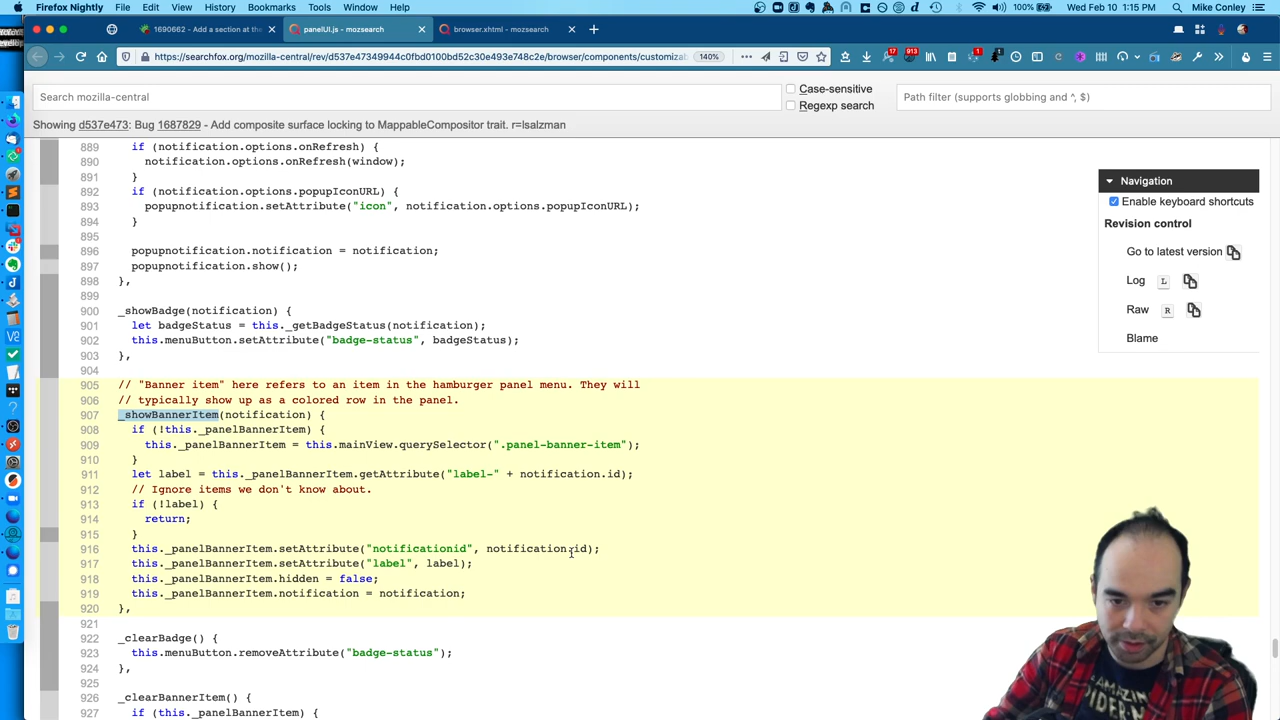 Firefox Nightly File Edit View History Bookmarks Tools Window Help
100% Wed Feb 10 1:15 PM Mike Conley
1690662 – Add a section at the
panelUI.js - mozsearch
browser.xhtml - mozsearch
https://searchfox.org/mozilla-central/rev/d537e47349944c0fbd0100bd52c30e493e748c2e/browser/components/customizab
140%
17
913
Search mozilla-central
Case-sensitive
Regexp search
Path filter (supports globbing and ^, $)
Showing d537e473: Bug 1687829 - Add composite surface locking to MappableCompositor trait. r=lsalzman
889 if (notification.options.onRefresh) {
890 notification.options.onRefresh(window);
891 }
892 if (notification.options.popupIconURL) {
893 popupnotification.setAttribute("icon", notification.options.popupIconURL);
894 }
895
896 popupnotification.notification = notification;
897 popupnotification.show();
898 },
899
900 _showBadge(notification) {
901 let badgeStatus = this._getBadgeStatus(notification);
902 this.menuButton.setAttribute("badge-status", badgeStatus);
903 },
904
905 // "Banner item" here refers to an item in the hamburger panel menu. They will
906 // typically show up as a colored row in the panel.
907 _showBannerItem(notification) {
908 if (!this._panelBannerItem) {
909 this._panelBannerItem = this.mainView.querySelector(".panel-banner-item");
910 }
911 let label = this._panelBannerItem.getAttribute("label-" + notification.id);
912 // Ignore items we don't know about.
913 if (!label) {
914 return;
915 }
916 this._panelBannerItem.setAttribute("notificationid", notification.id);
917 this._panelBannerItem.setAttribute("label", label);
918 this._panelBannerItem.hidden = false;
919 this._panelBannerItem.notification = notification;
920 },
921
922 _clearBadge() {
923 this.menuButton.removeAttribute("badge-status");
924 },
925
926 _clearBannerItem() {
927 if (this._panelBannerItem) {
Navigation
Enable keyboard shortcuts
Revision control
Go to latest version
Log L
Raw R
Blame
AMAZING